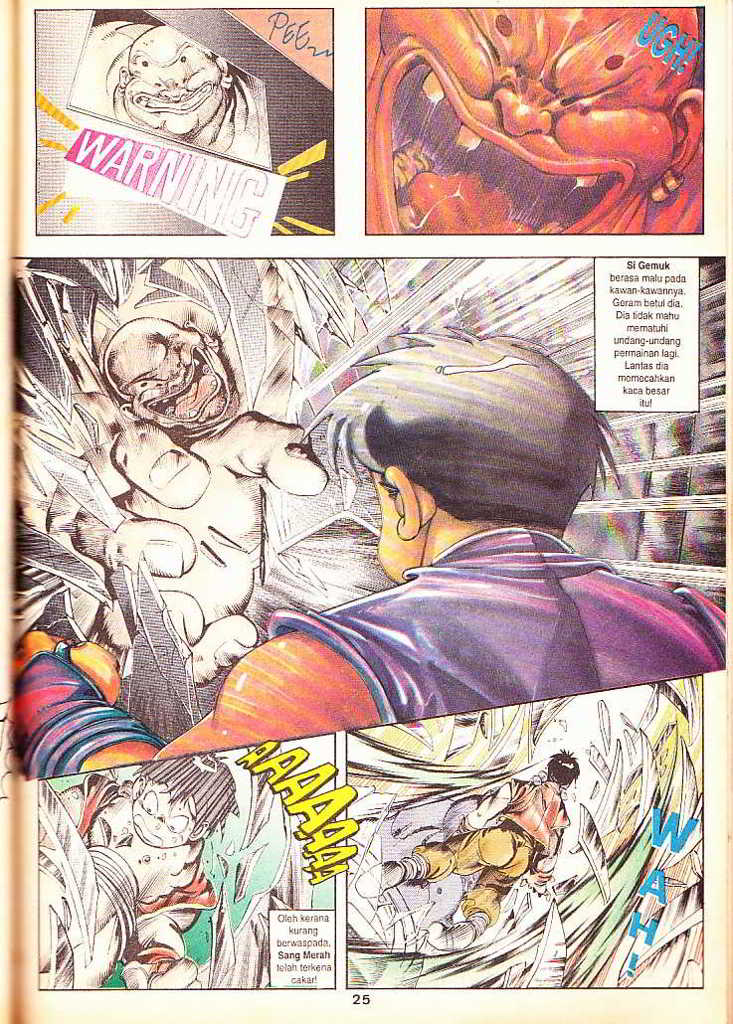 PEE
WARNING
UGH!
Si Gemuk
berasa malu pada
kawan-kawannya.
Geram betul dia.
Dia tidak mahu
mematuhi
undang-undang
permainan lagi.
Lantas dia
memecahkan
kaca besar
itu!
AAAAAAA
Oleh kerana
kurang
berwaspada,
Sang Merah
telah terkena
cakar!
WAH!
25